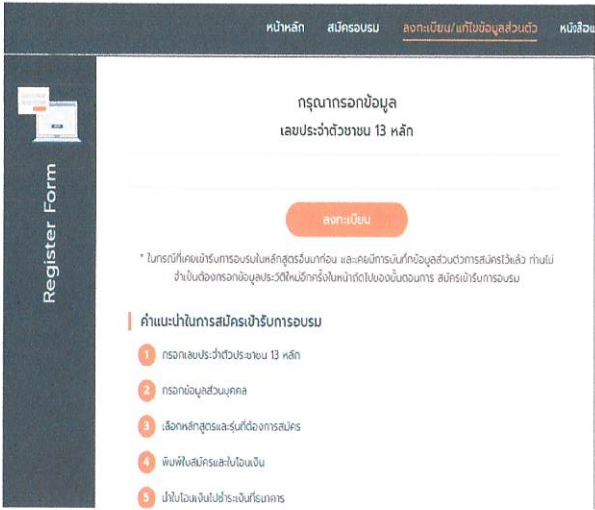 หน้าหลัก สมัครอบรม ลงทะเบียน/แก้ไขข้อมูลส่วนตัว
Register Form
กรุณากรอกข้อมูล
เลขประจำตัวชาชน 13 หลัก
ลงทะเบียน
* ในกรณีที่เคยเข้ารับการอบรมในหลักสูตรอื่นมาก่อน และเคยมีการบันทึกข้อมูลส่วนตัวการสมัครไว้แล้ว ท่านไม่
จำเป็นต้องกรอกข้อมูลประวัติใหม่อีกครั้งในหน้าถัดไปของขั้นตอนการ สมัครเข้ารับการอบรม
คำแนะนำในการสมัครเข้ารับการอบรม
1 กรอกเลขประจำตัวประชาชน 13 หลัก
2 กรอกข้อมูลส่วนบุคคล
3 เลือกหลักสูตรและรุ่นที่ต้องการสมัคร
4 พิมพ์ใบสมัครและใบโอนเงิน
5 นำใบโอนเงินไปชำระเงินที่ธนาคาร